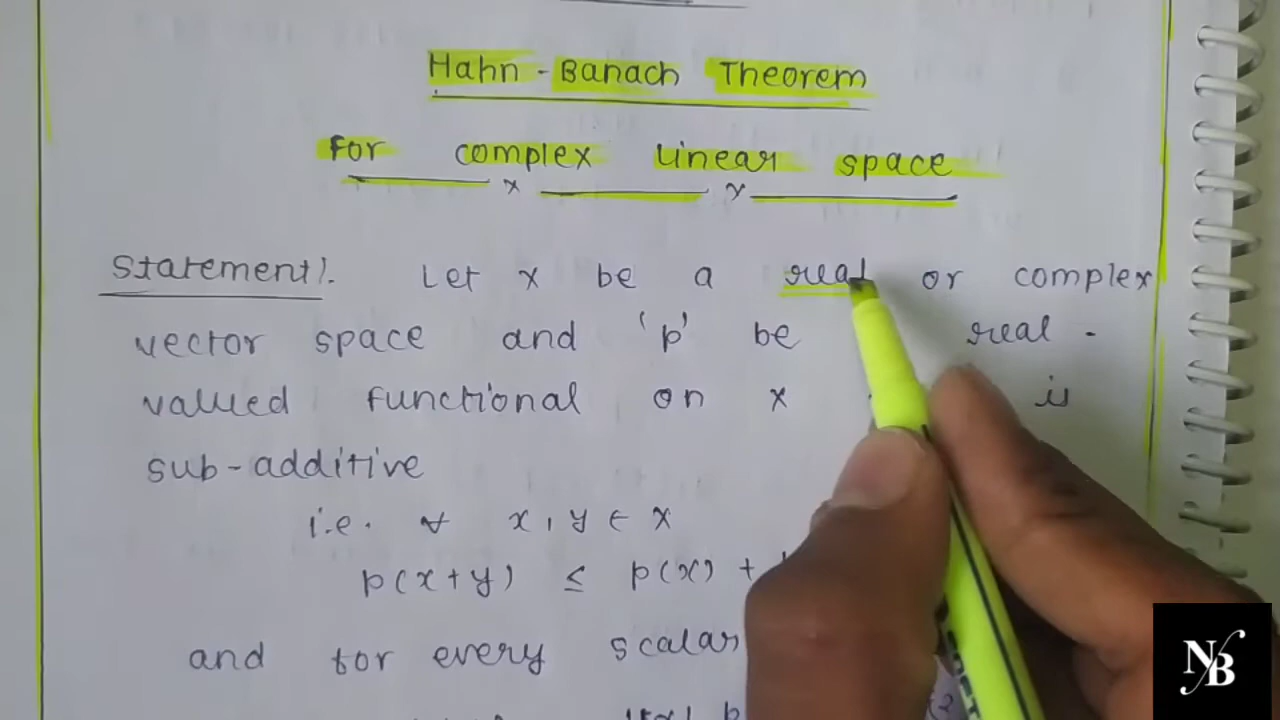 Hahn - Banach Theorem
For complex linear space
Statement:. Let X be a real or complex
vector space and 'p' be real -
valued functional on X is
sub-additive
i.e. ∀ x, y ∈ X
p(x+y) ≤ p(x) +
and for every scalar
NB